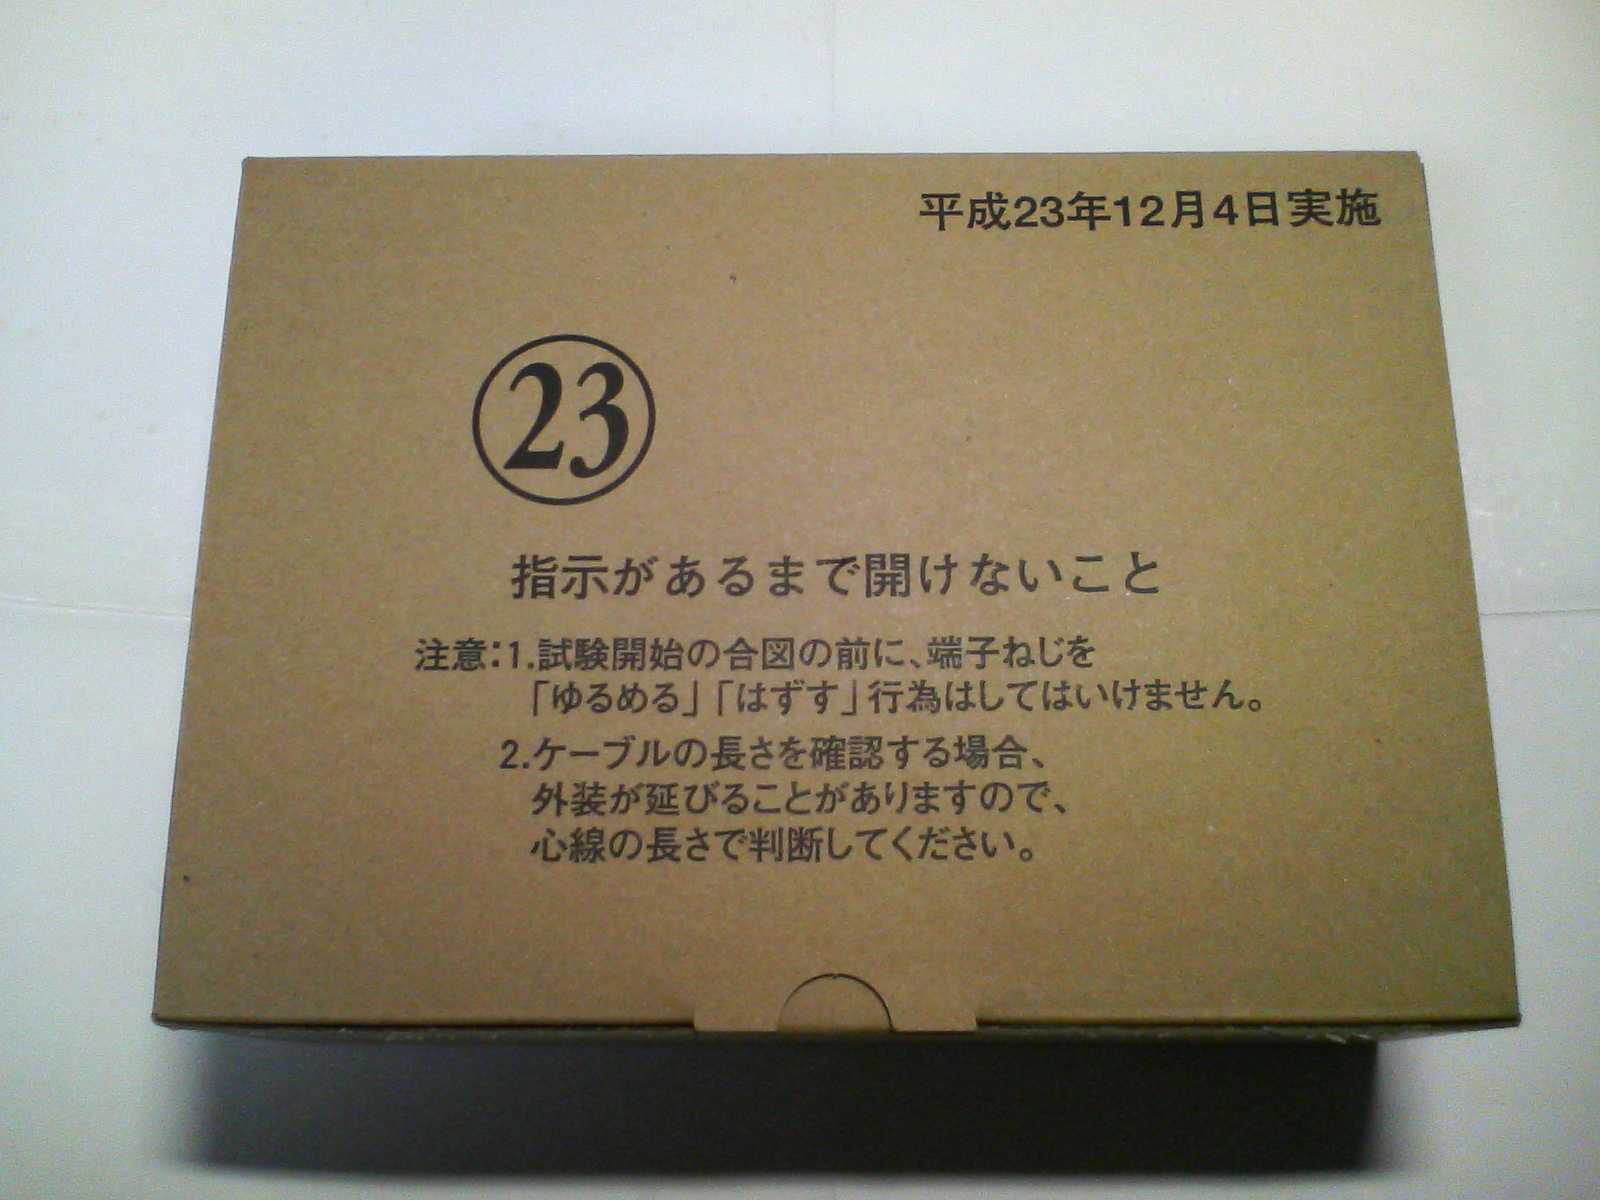 平成23年12月4日実施
㉓
指示があるまで開けないこと
注意:1.試験開始の合図の前に、端子ねじを
「ゆるめる」「はずす」行為はしてはいけません。
2.ケーブルの長さを確認する場合、
外装が延びることがありますので、
心線の長さで判断してください。